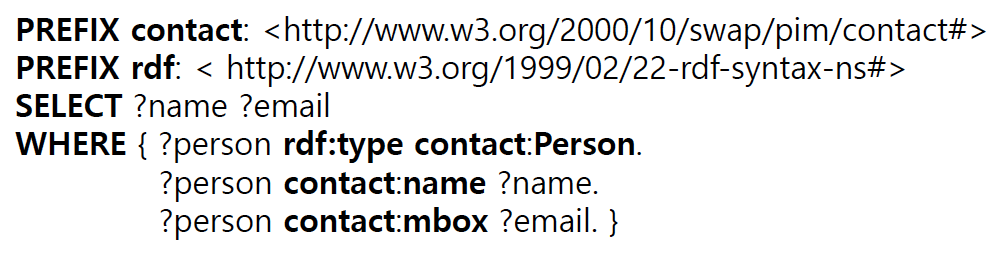 PREFIX contact: <http://www.w3.org/2000/10/swap/pim/contact#>
PREFIX rdf: < http://www.w3.org/1999/02/22-rdf-syntax-ns#>
SELECT ?name ?email
WHERE { ?person rdf:type contact:Person.
?person contact:name ?name.
?person contact:mbox ?email. }